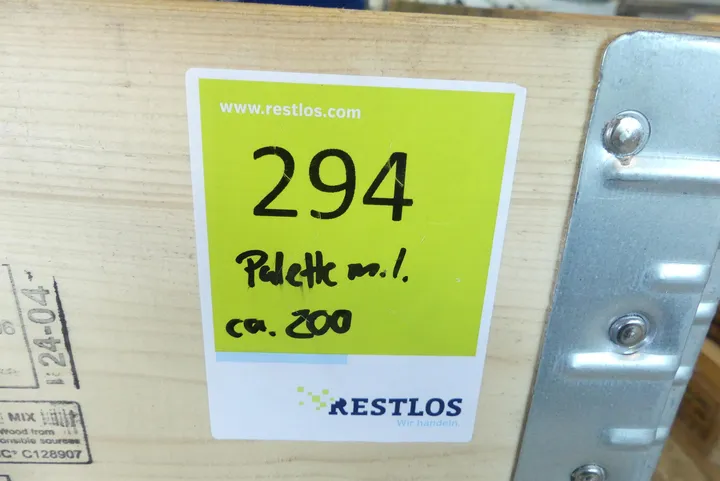 www.restlos.com
294
Palette m.l.
ca. 200
RESTLOS
Wir handeln.
24-04
MIX
Wood from
C128907